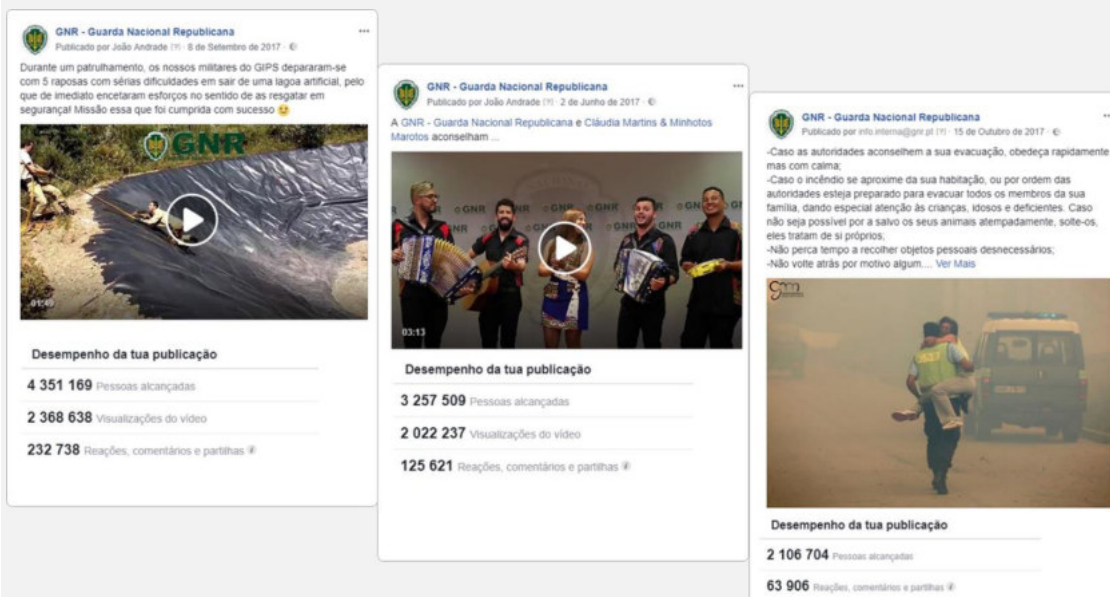 GNR - Guarda Nacional Republicana
Publicado por João Andrade [?] · 8 de Setembro de 2017 ·
Durante um patrulhamento, os nossos militares do GIPS depararam-se
com 5 raposas com sérias dificuldades em sair de uma lagoa artificial, pelo
que de imediato encetaram esforços no sentido de as resgatar em
segurança! Missão essa que foi cumprida com sucesso
GNR
01:49
Desempenho da tua publicação
4 351 169 Pessoas alcançadas
2 368 638 Visualizações do vídeo
232 738 Reações, comentários e partilhas
GNR - Guarda Nacional Republicana
Publicado por João Andrade [?] · 2 de Junho de 2017 ·
A GNR - Guarda Nacional Republicana e Cláudia Martins & Minhotos
Marotos aconselham ...
GNR GNR GNR GNR
03:13
Desempenho da tua publicação
3 257 509 Pessoas alcançadas
2 022 237 Visualizações do vídeo
125 621 Reações, comentários e partilhas
GNR - Guarda Nacional Republicana
Publicado por info.interna@gnr.pt [?] · 15 de Outubro de 2017 ·
-Caso as autoridades aconselhem a sua evacuação, obedeça rapidamente
mas com calma;
-Caso o incêndio se aproxime da sua habitação, ou por ordem das
autoridades esteja preparado para evacuar todos os membros da sua
família, dando especial atenção às crianças, idosos e deficientes. Caso
não seja possível por a salvo os seus animais atempadamente, solte-os,
eles tratam de si próprios;
-Não perca tempo a recolher objetos pessoais desnecessários;
-Não volte atrás por motivo algum.... Ver Mais
Desempenho da tua publicação
2 106 704 Pessoas alcançadas
63 906 Reações, comentários e partilhas